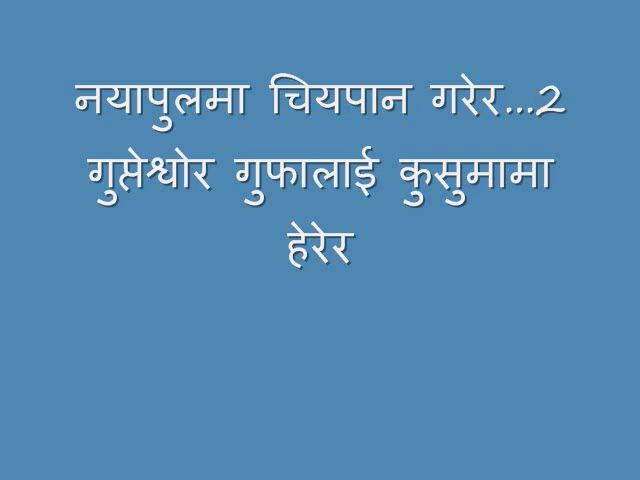 नयापुलमा चियपान गरेर...2
गुप्तेश्वोर गुफालाई कुसुमामा
हेरेर